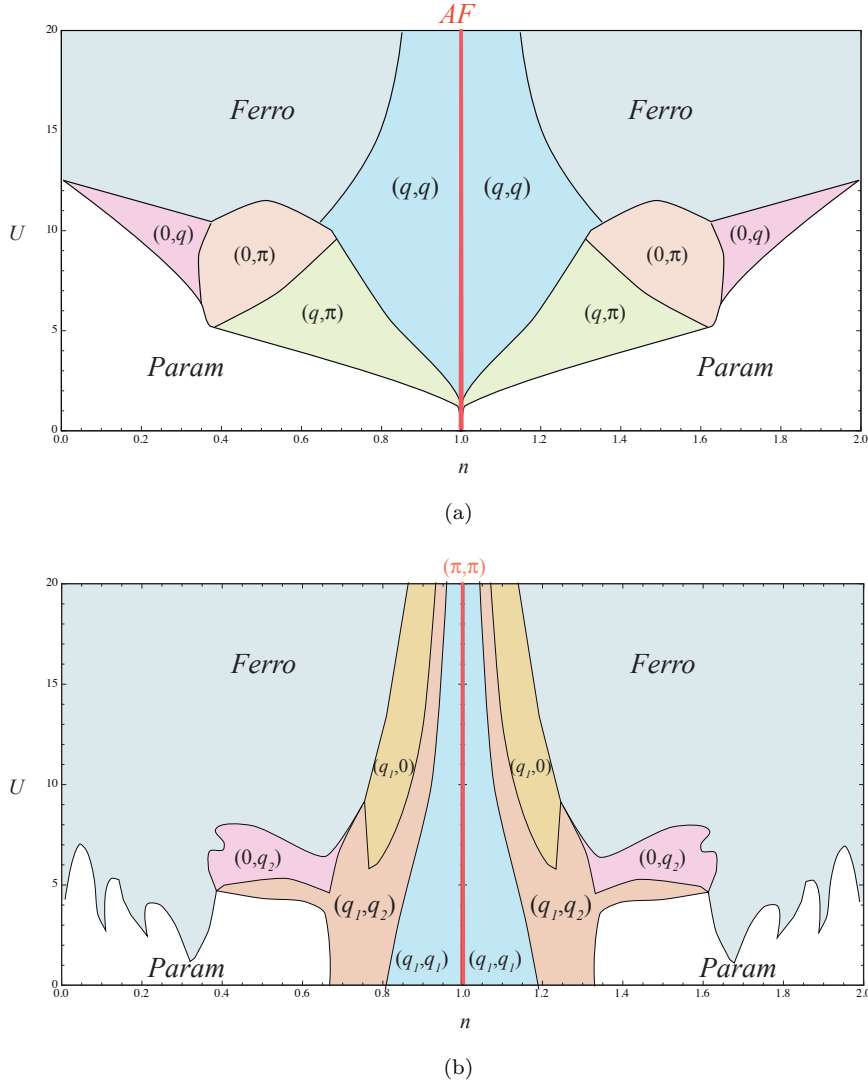 AF
20
Ferro
Ferro
15
(q,q)
(q,q)
U
10
(0,q)
(0,π)
(0,π)
(0,q)
(q,π)
(q,π)
5
Param
Param
0
0.0 0.2 0.4 0.6 0.8 1.0 1.2 1.4 1.6 1.8 2.0
n
(a)
(π,π)
20
Ferro
Ferro
15
U
10
(q1,0)
(q1,0)
(0,q2)
(0,q2)
5
(q1,q2)
(q1,q2)
Param
(q1,q1)
(q1,q1)
Param
0
0.0 0.2 0.4 0.6 0.8 1.0 1.2 1.4 1.6 1.8 2.0
n
(b)